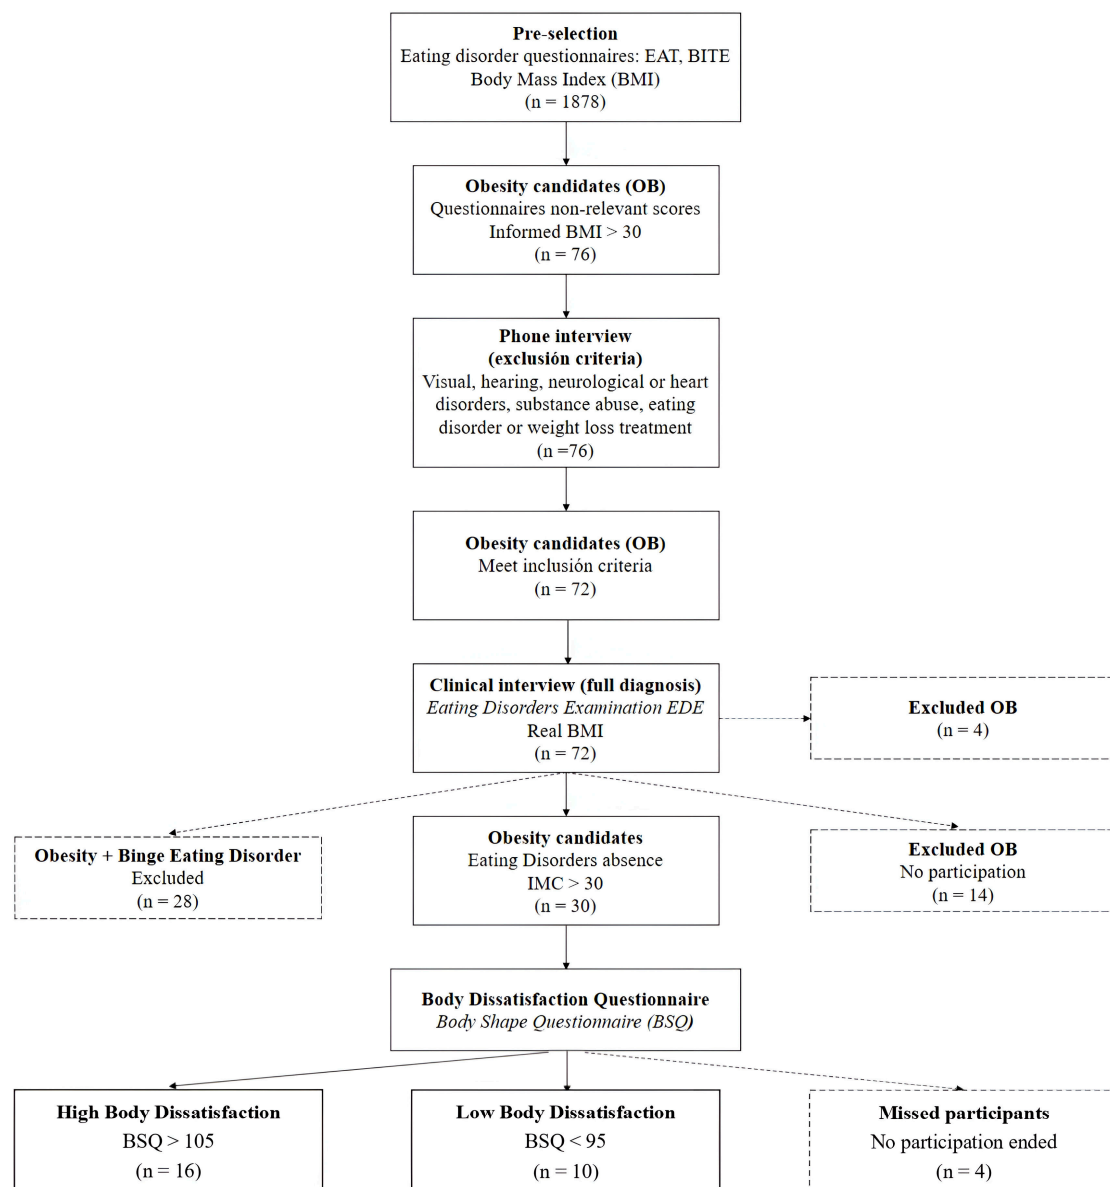 Pre-selection
Eating disorder questionnaires: EAT, BITE
Body Mass Index (BMI)
(n = 1878)
Obesity candidates (OB)
Questionnaires non-relevant scores
Informed BMI > 30
(n = 76)
Phone interview
(exclusión criteria)
Visual, hearing, neurological or heart
disorders, substance abuse, eating
disorder or weight loss treatment
(n =76)
Obesity candidates (OB)
Meet inclusión criteria
(n = 72)
Clinical interview (full diagnosis)
Eating Disorders Examination EDE
Real BMI
(n = 72)
Excluded OB
(n = 4)
Obesity + Binge Eating Disorder
Excluded
(n = 28)
Obesity candidates
Eating Disorders absence
IMC > 30
(n = 30)
Excluded OB
No participation
(n = 14)
Body Dissatisfaction Questionnaire
Body Shape Questionnaire (BSQ)
High Body Dissatisfaction
BSQ > 105
(n = 16)
Low Body Dissatisfaction
BSQ < 95
(n = 10)
Missed participants
No participation ended
(n = 4)